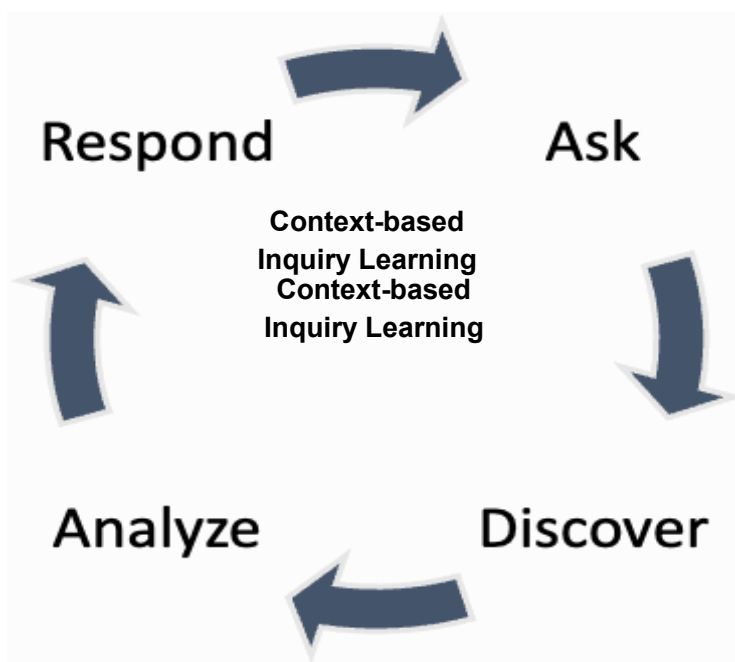 Respond
Ask
Context-based
Inquiry Learning
Context-based
Inquiry Learning
Analyze
Discover